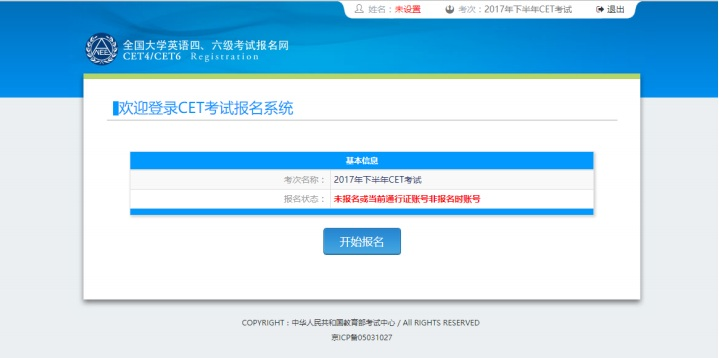 姓名：未设置 考次：2017年下半年CET考试 退出
全国大学英语四、六级考试报名网
CET4/CET6 Registration
欢迎登录CET考试报名系统
基本信息
考次名称： 2017年下半年CET考试
报名状态： 未报名或当前通行证账号非报名时账号
开始报名
COPYRIGHT：中华人民共和国教育部考试中心 / All RIGHTS RESERVED
京ICP备05031027